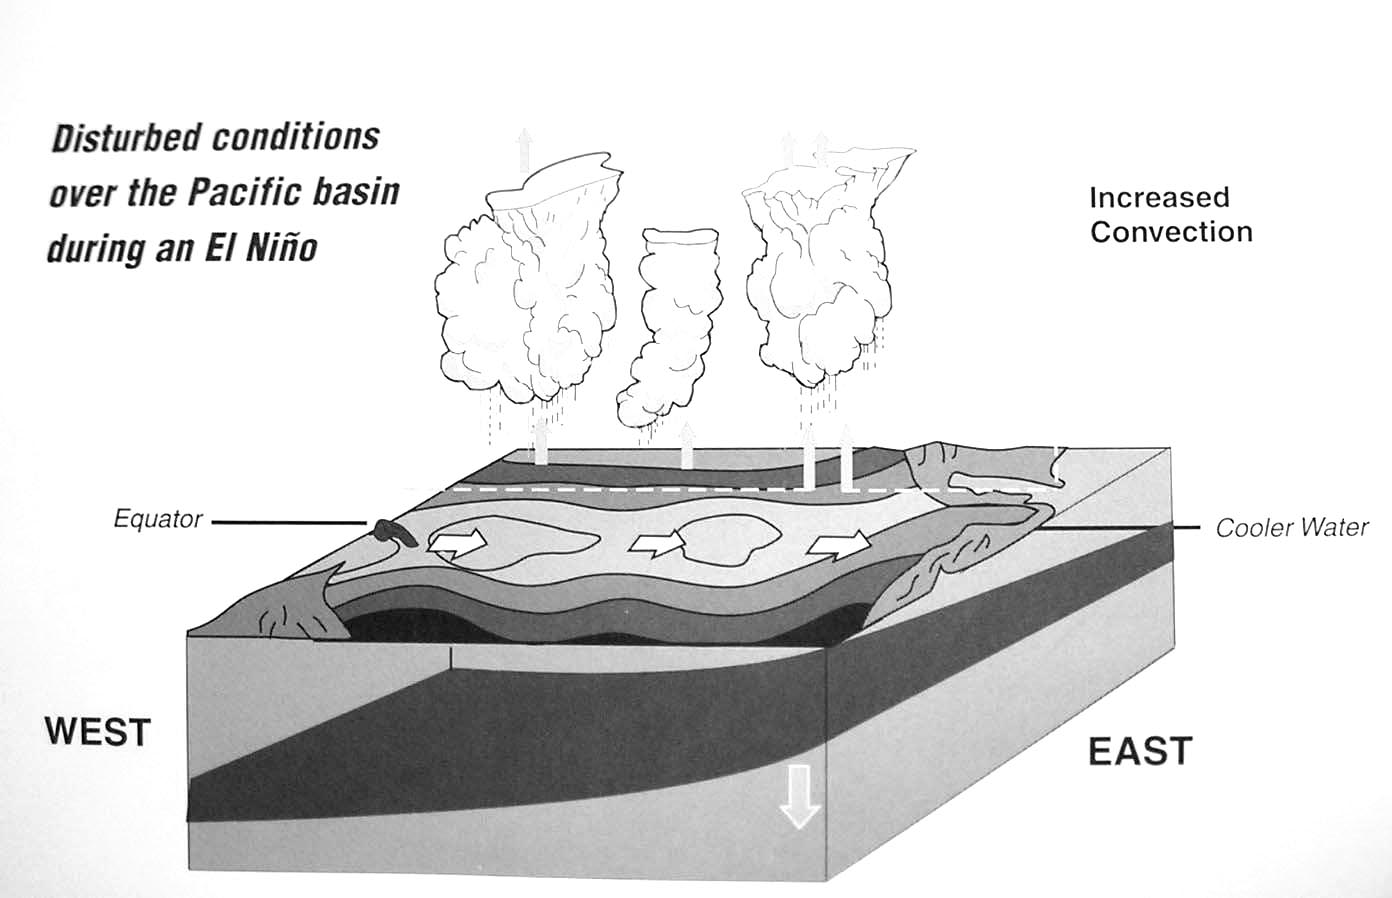 Disturbed conditions
over the Pacific basin
during an El Niño
Increased
Convection
Equator
Cooler Water
WEST
EAST